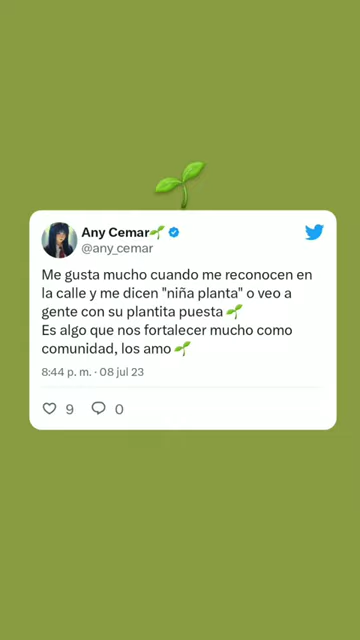 Any Cemar🌱
@any_cemar
Me gusta mucho cuando me reconocen en
la calle y me dicen "niña planta" o veo a
gente con su plantita puesta 🌱
Es algo que nos fortalecer mucho como
comunidad, los amo 🌱
8:44 p. m. · 08 jul 23
9 0